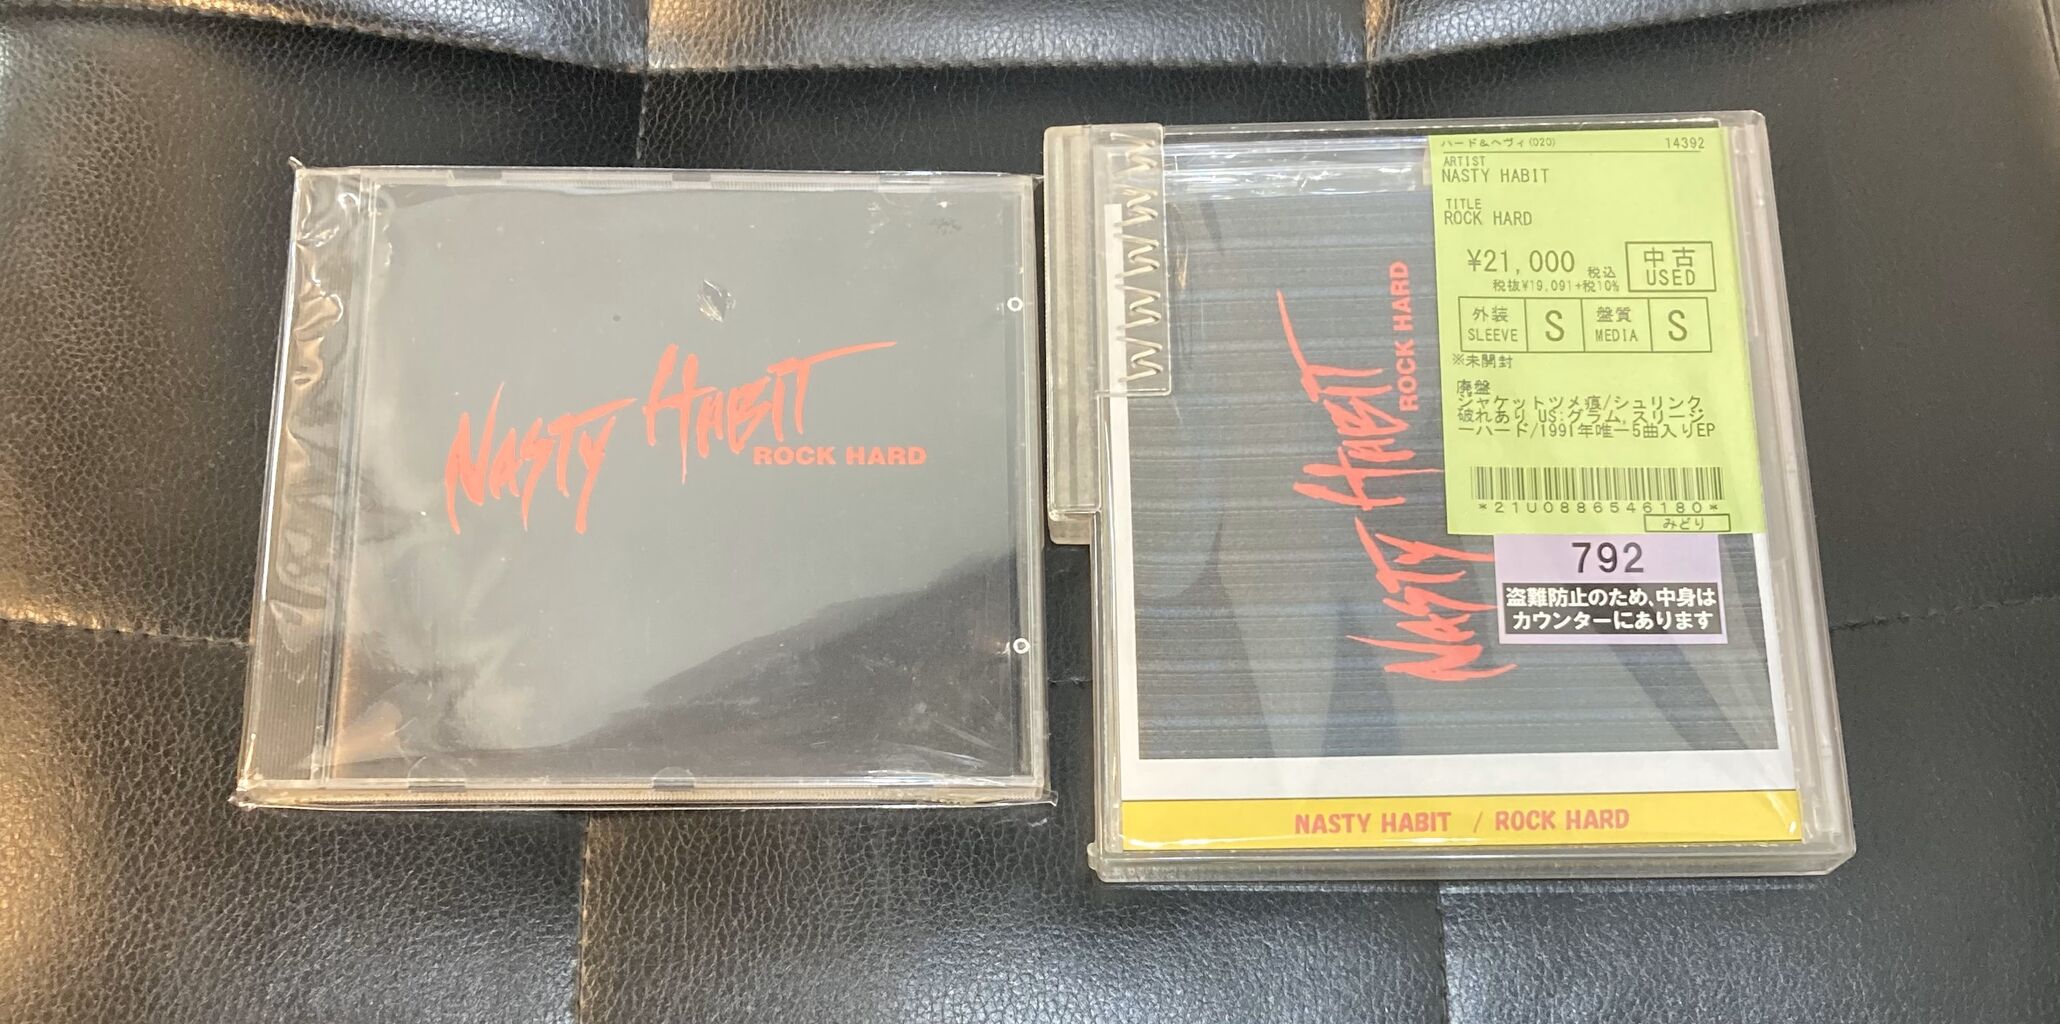 NASTY HABIT
ROCK HARD
NASTY HABIT
ROCK HARD
ハード&ヘヴィ(020) 14392
ARTIST
NASTY HABIT
TITLE
ROCK HARD
¥21,000 税込
税抜¥19,091+税10%
中古
USED
外装
SLEEVE
S
盤質
MEDIA
S
※未開封
廃盤
ジャケットツメ痕/シュリンク
破れあり US:グラム,スリージ
ーハード/1991年唯一5曲入りEP
*21U0886546180*
みどり
792
盗難防止のため、中身は
カウンターにあります
NASTY HABIT / ROCK HARD